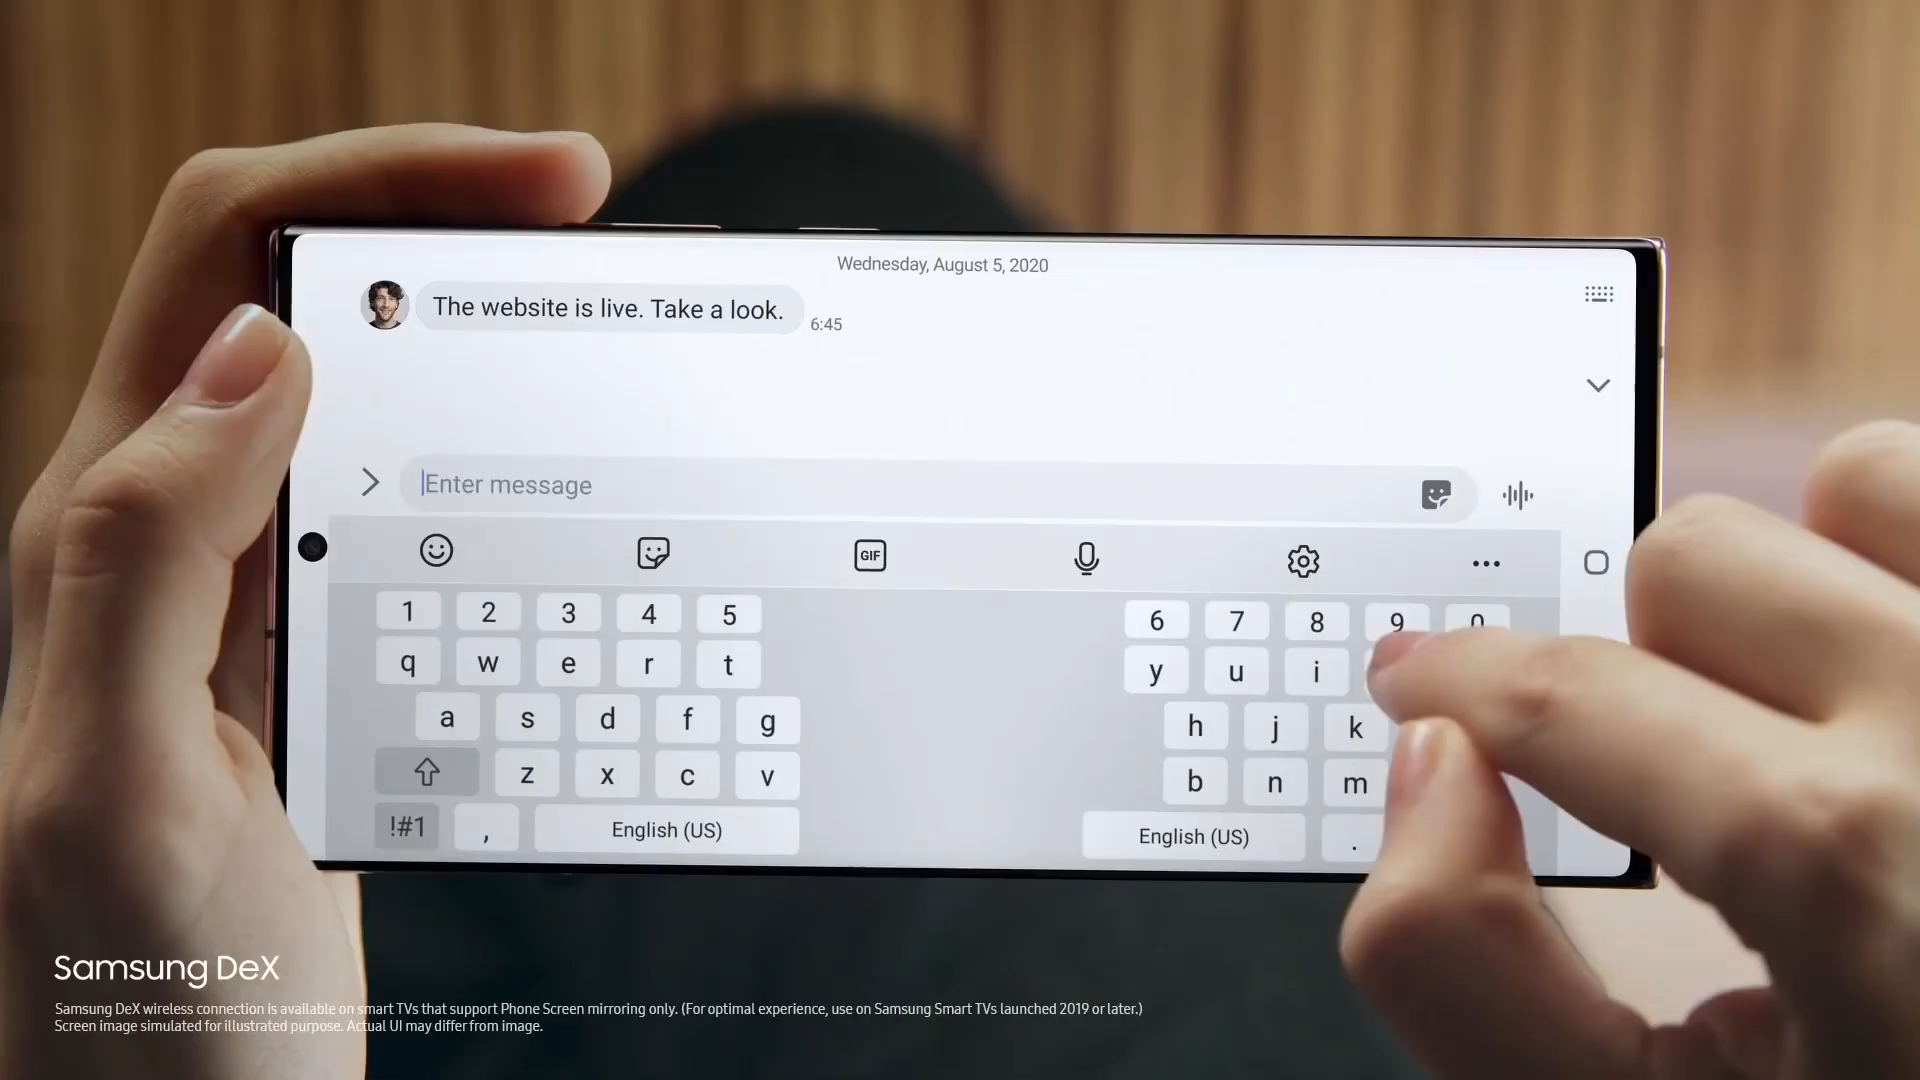 Wednesday, August 5, 2020
The website is live. Take a look.
6:45
Enter message
GIF
1 2 3 4 5 6 7 8 9 0
q w e r t y u i
a s d f g h j k
z x c v b n m
!#1 , English (US) English (US) .
Samsung DeX
Samsung DeX wireless connection is available on smart TVs that support Phone Screen mirroring only. (For optimal experience, use on Samsung Smart TVs launched 2019 or later.)
Screen image simulated for illustrated purpose. Actual UI may differ from image.